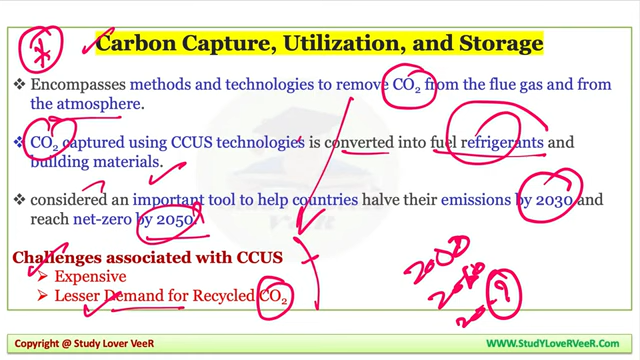 Carbon Capture, Utilization, and Storage
❖ Encompasses methods and technologies to remove CO₂ from the flue gas and from
the atmosphere.
❖ CO₂ captured using CCUS technologies is converted into fuel refrigerants and
building materials.
❖ considered an important tool to help countries halve their emissions by 2030 and
reach net-zero by 2050
Challenges associated with CCUS
➢ Expensive
➢ Lesser Demand for Recycled CO₂
Copyright @ Study Lover VeeR
WWW.StudyLoverVeeR.Com